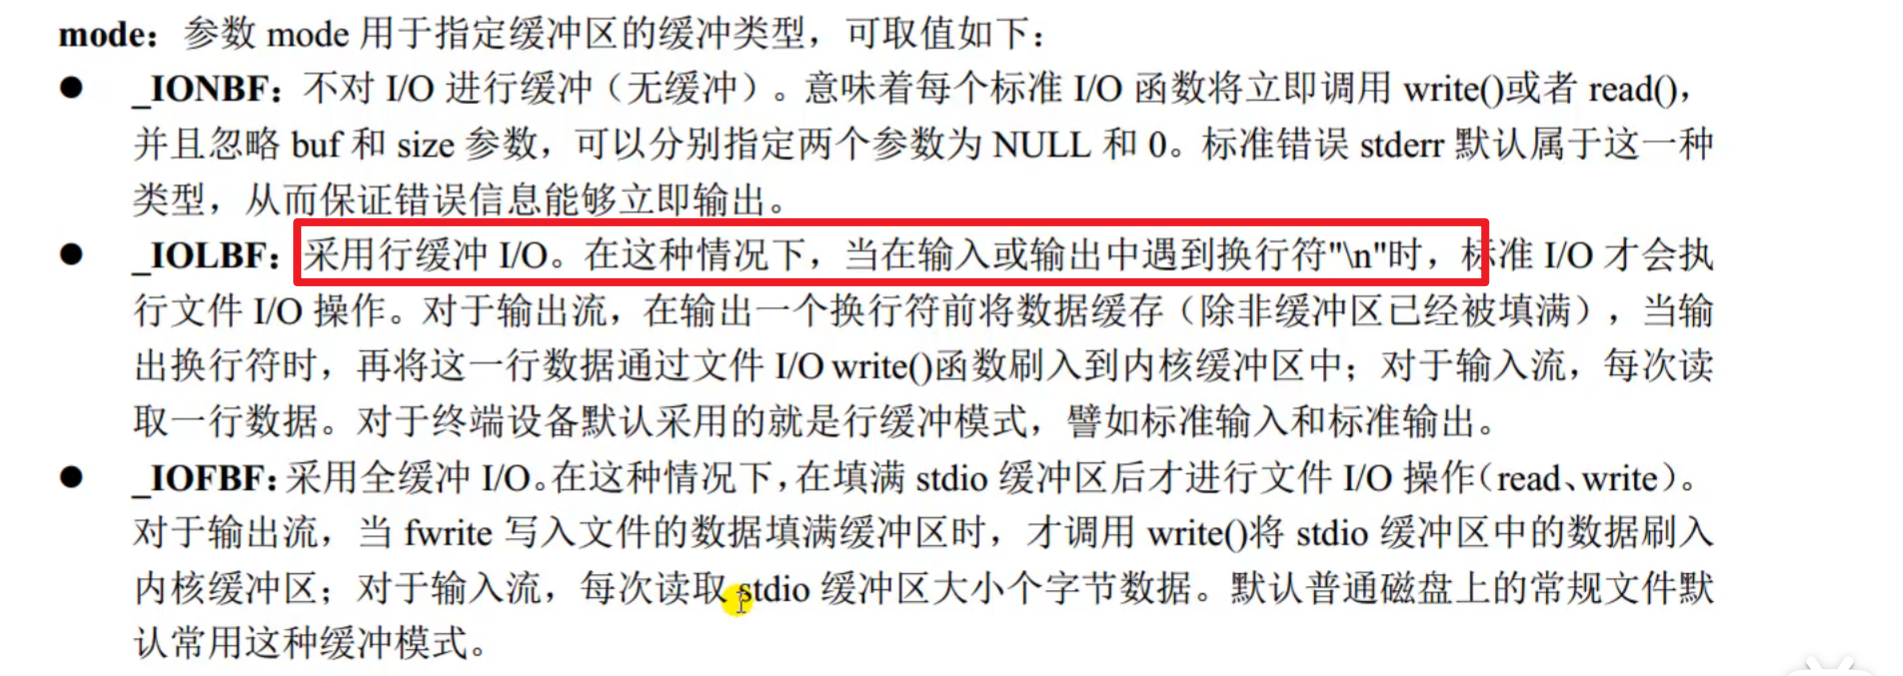 mode：参数 mode 用于指定缓冲区的缓冲类型，可取值如下：
● _IONBF：不对 I/O 进行缓冲（无缓冲）。意味着每个标准 I/O 函数将立即调用 write()或者 read()，
并且忽略 buf 和 size 参数，可以分别指定两个参数为 NULL 和 0。标准错误 stderr 默认属于这一种
类型，从而保证错误信息能够立即输出。
● _IOLBF：采用行缓冲 I/O。在这种情况下，当在输入或输出中遇到换行符"\n"时，标准 I/O 才会执
行文件 I/O 操作。对于输出流，在输出一个换行符前将数据缓存（除非缓冲区已经被填满），当输
出换行符时，再将这一行数据通过文件 I/O write()函数刷入到内核缓冲区中；对于输入流，每次读
取一行数据。对于终端设备默认采用的就是行缓冲模式，譬如标准输入和标准输出。
● _IOFBF：采用全缓冲 I/O。在这种情况下，在填满 stdio 缓冲区后才进行文件 I/O 操作（read、write）。
对于输出流，当 fwrite 写入文件的数据填满缓冲区时，才调用 write()将 stdio 缓冲区中的数据刷入
内核缓冲区；对于输入流，每次读取 stdio 缓冲区大小个字节数据。默认普通磁盘上的常规文件默
认常用这种缓冲模式。